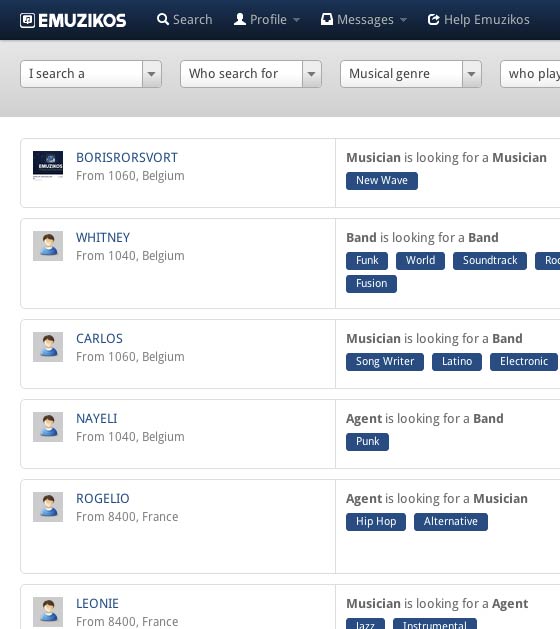 EMUZIKOS Search Profile Messages Help Emuzikos
I search a Who search for Musical genre who play
BORISRORSVORT
From 1060, Belgium
Musician is looking for a Musician
New Wave
WHITNEY
From 1040, Belgium
Band is looking for a Band
Funk World Soundtrack
Fusion
CARLOS
From 1060, Belgium
Musician is looking for a Band
Song Writer Latino Electronic
NAYELI
From 1040, Belgium
Agent is looking for a Band
Punk
ROGELIO
From 8400, France
Agent is looking for a Musician
Hip Hop Alternative
LEONIE
From 8400, France
Musician is looking for a Agent
Jazz Instrumental